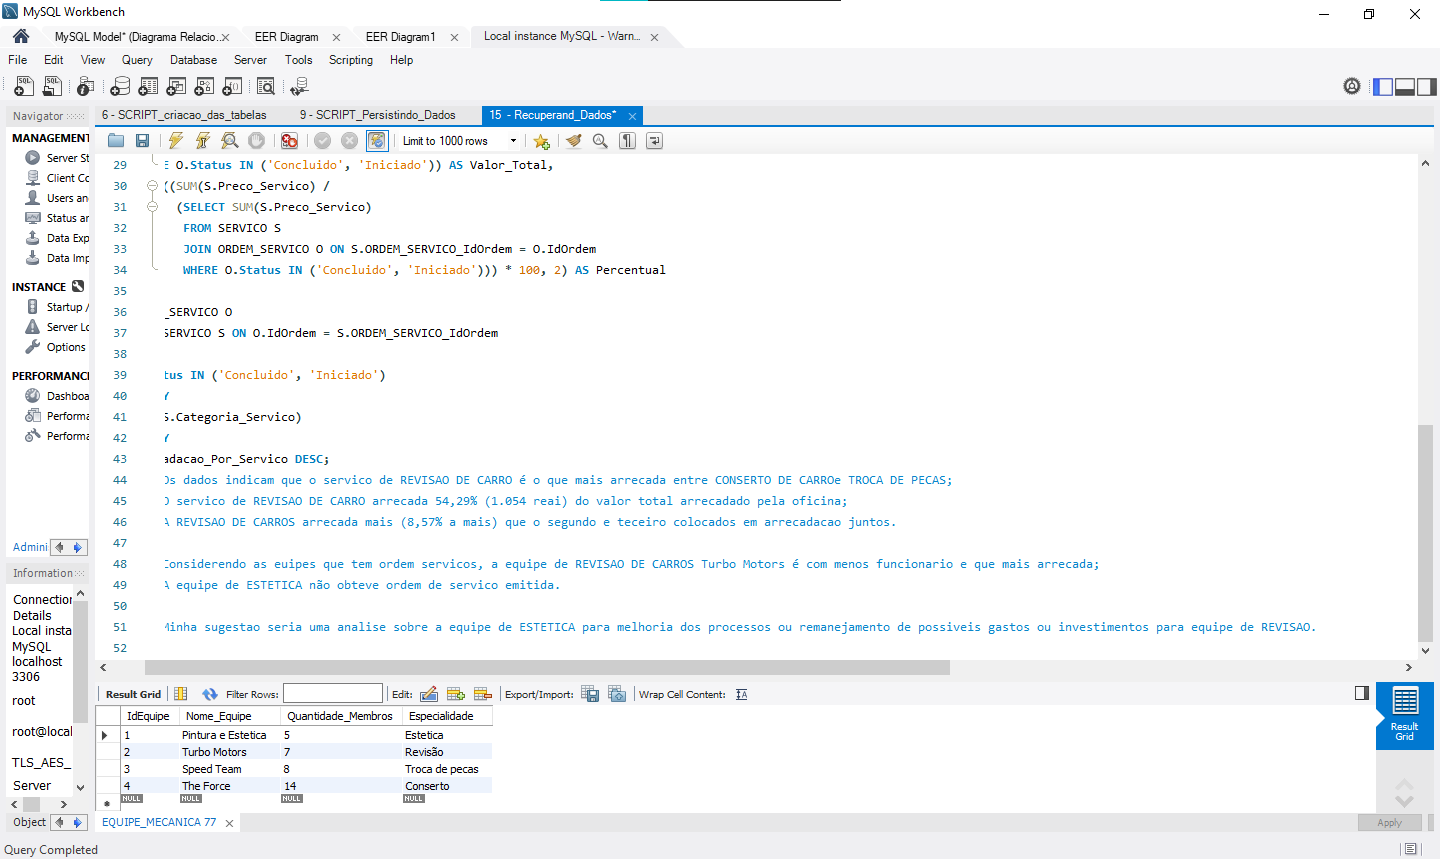 MySQL Workbench
MySQL Model* (Diagrama Relacio...
EER Diagram
EER Diagram1
Local instance MySQL - Warn...
File Edit View Query Database Server Tools Scripting Help
Navigator
6 - SCRIPT_criacao_das_tabelas
9 - SCRIPT_Persistindo_Dados
15 - Recuperand_Dados*
MANAGEMENT
Server St
Client Co
Users an
Status ar
Data Exp
Data Imp
INSTANCE
Startup /
Server Lo
Options
PERFORMANCE
Dashboa
Performa
Performa
Admini
Information
Connection
Details
Local insta
MySQL
localhost
3306
root
root@local
TLS_AES_
Server
Object
Limit to 1000 rows
29 E O.Status IN ('Concluido', 'Iniciado')) AS Valor_Total,
30 ((SUM(S.Preco_Servico) /
31 (SELECT SUM(S.Preco_Servico)
32 FROM SERVICO S
33 JOIN ORDEM_SERVICO O ON S.ORDEM_SERVICO_IdOrdem = O.IdOrdem
34 WHERE O.Status IN ('Concluido', 'Iniciado'))) * 100, 2) AS Percentual
35
36 _SERVICO O
37 SERVICO S ON O.IdOrdem = S.ORDEM_SERVICO_IdOrdem
38
39 tus IN ('Concluido', 'Iniciado')
40 Y
41 S.Categoria_Servico)
42 Y
43 adacao_Por_Servico DESC;
44 Os dados indicam que o servico de REVISAO DE CARRO é o que mais arrecada entre CONSERTO DE CARROe TROCA DE PECAS;
45 O servico de REVISAO DE CARRO arrecada 54,29% (1.054 reai) do valor total arrecadado pela oficina;
46 A REVISAO DE CARROS arrecada mais (8,57% a mais) que o segundo e teceiro colocados em arrecadacao juntos.
47
48 Considerendo as euipes que tem ordem servicos, a equipe de REVISAO DE CARROS Turbo Motors é com menos funcionario e que mais arrecada;
49 A equipe de ESTETICA não obteve ordem de servico emitida.
50
51 Minha sugestao seria uma analise sobre a equipe de ESTETICA para melhoria dos processos ou remanejamento de possiveis gastos ou investimentos para equipe de REVISAO.
52
Result Grid Filter Rows: Edit: Export/Import: Wrap Cell Content:
IdEquipe Nome_Equipe Quantidade_Membros Especialidade
1 Pintura e Estetica 5 Estetica
2 Turbo Motors 7 Revisão
3 Speed Team 8 Troca de pecas
4 The Force 14 Conserto
NULL NULL NULL NULL
Result
Grid
EQUIPE_MECANICA 77
Apply
Query Completed